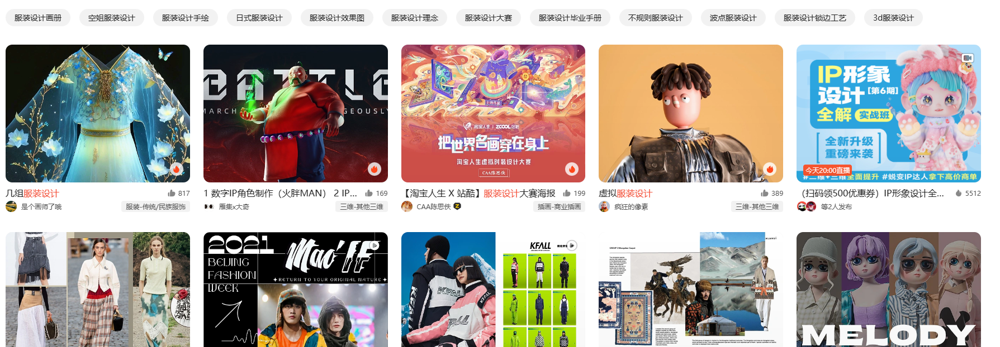 服装设计画册
空姐服装设计
服装设计手绘
日式服装设计
服装设计效果图
服装设计理念
服装设计大赛
服装设计毕业手册
不规则服装设计
波点服装设计
服装设计锁边工艺
3d服装设计
BATTLE
MARCH
GEOUSLY
上传作品
淘宝人生 | ZCOOL 站酷
把世界名画穿在身上
淘宝人生虚拟时装设计大赛
CAA陈思侠
IP形象
设计[第6期]
全解 实战班
全新升级
重磅来袭
今天20:00直播
#二维+三维全面提升 #蜕变IP达人拿下高价商单
几组服装设计 817
是个画师了哦 服装-传统/民族服饰
1 数字IP角色制作（火胖MAN） 2 IP... 169
雁集x大奇 三维-其他三维
【淘宝人生 X 站酷】服装设计大赛海报 199
CAA陈思侠 插画-商业插画
虚拟服装设计 389
疯狂的像素 三维-其他三维
（扫码领500优惠券）IP形象设计全... 5512
等2人发布
2021
BEIJING
FASHION
WEEK
Mao'IF
RETURN TO YOUR ORIGINAL NATURE
KFALL
KFALL
MELODY